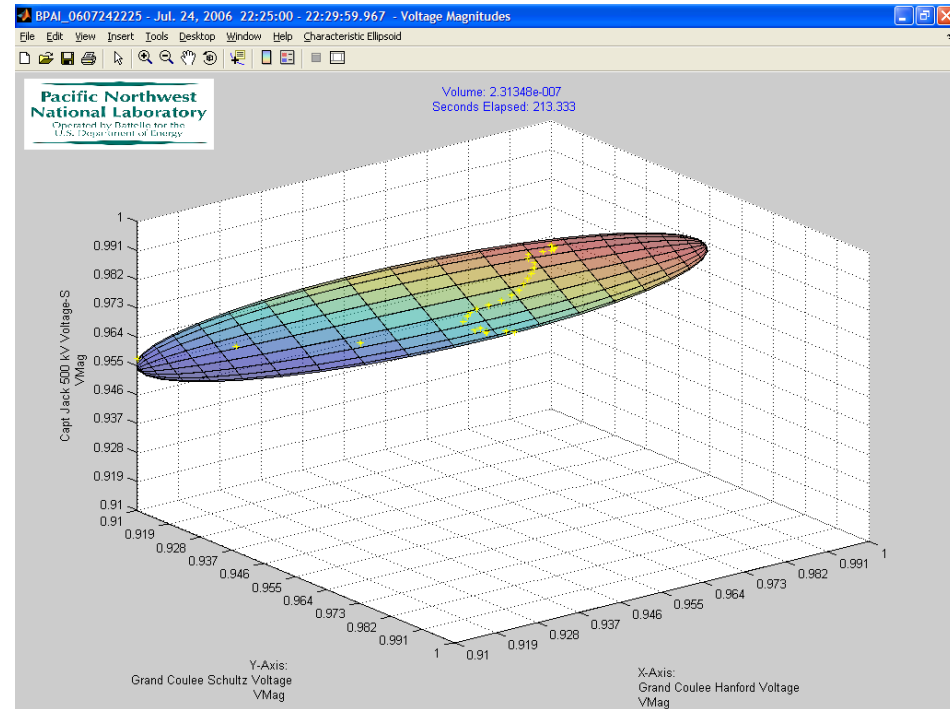 BPAI_0607242225 - Jul. 24, 2006 22:25:00 - 22:29:59.967 - Voltage Magnitudes
File Edit View Insert Tools Desktop Window Help Characteristic Ellipsoid
Pacific Northwest
National Laboratory
Operated by Battelle for the
U.S. Department of Energy
Volume: 2.31348e-007
Seconds Elapsed: 213.333
1
0.991
0.982
0.973
0.964
0.955
0.946
0.937
0.928
0.919
0.91
Capt Jack 500 kV Voltage-S
VMag
0.91
0.919
0.928
0.937
0.946
0.955
0.964
0.973
0.982
0.991
1
0.91
0.919
0.928
0.937
0.946
0.955
0.964
0.973
0.982
0.991
1
Y-Axis:
Grand Coulee Schultz Voltage
VMag
X-Axis:
Grand Coulee Hanford Voltage
VMag